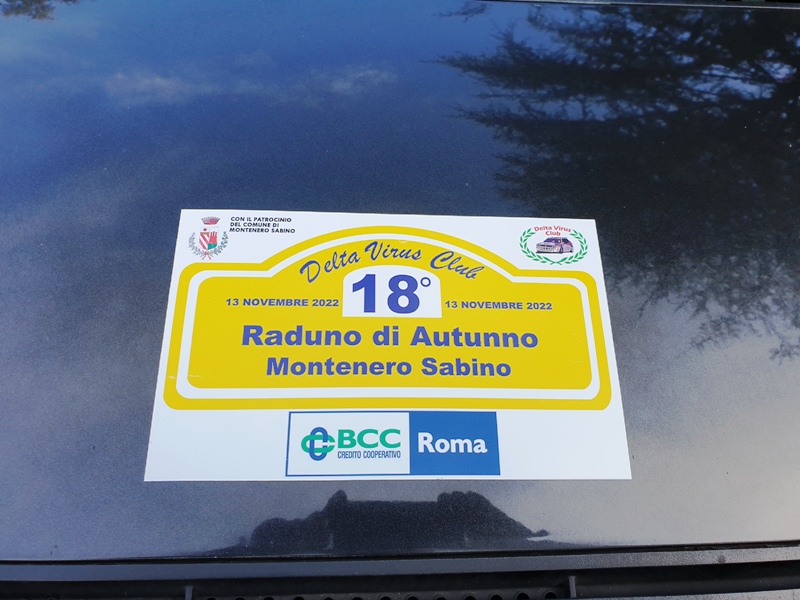 CON IL PATROCINIO
DEL COMUNE DI
MONTENERO SABINO
Delta Virus
Club
Delta Virus Club
13 NOVEMBRE 2022
18°
13 NOVEMBRE 2022
Raduno di Autunno
Montenero Sabino
BCC
CREDITO COOPERATIVO
Roma